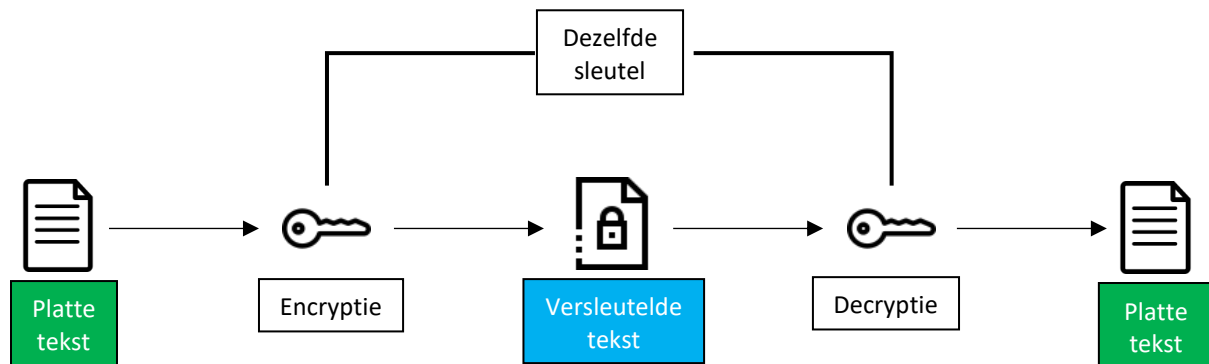 Dezelfde
sleutel
Platte
tekst
Encryptie
Versleutelde
tekst
Decryptie
Platte
tekst